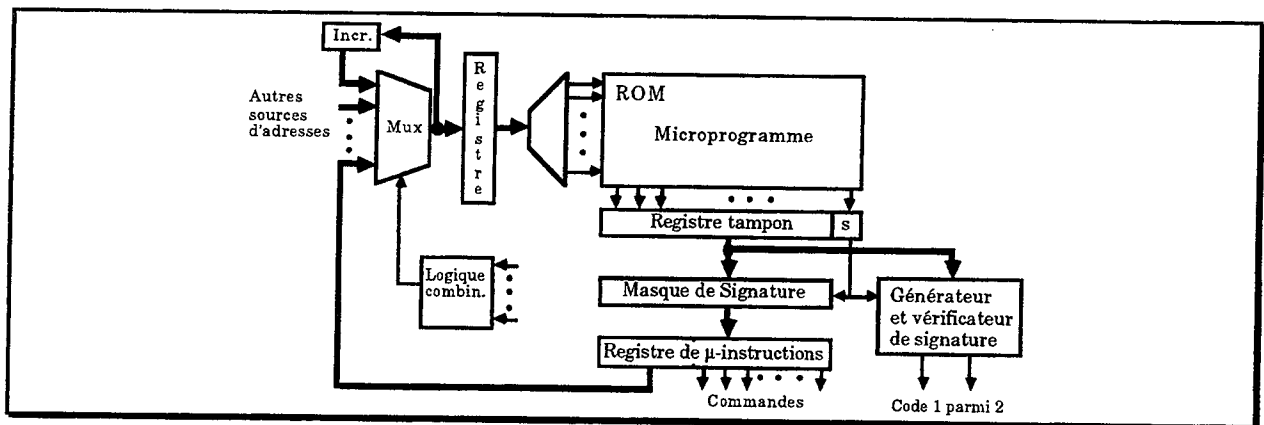 Incr.
Autres
sources
d'adresses
Mux
Registre
ROM
Microprogramme
Registre tampon
s
Logique
combin.
Masque de Signature
Générateur
et vérificateur
de signature
Registre de µ-instructions
Commandes
Code 1 parmi 2